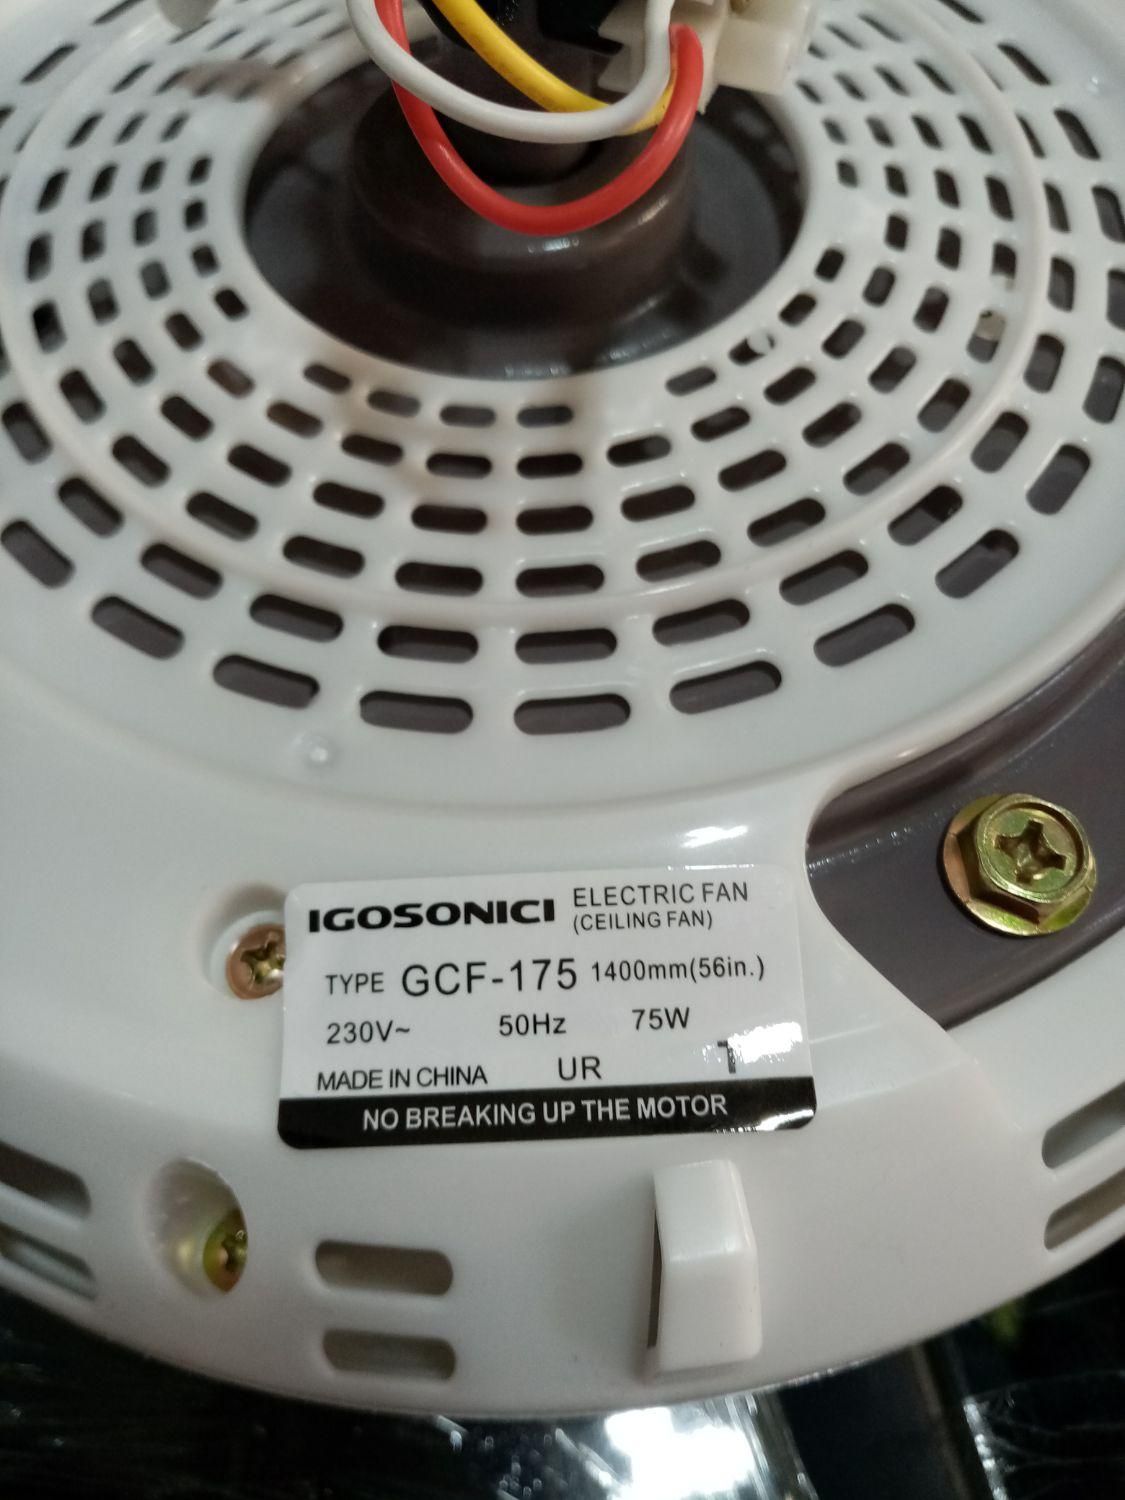 IGOSONICI ELECTRIC FAN
(CEILING FAN)
TYPE GCF-175 1400mm(56in.)
230V~ 50Hz 75W
MADE IN CHINA UR T
NO BREAKING UP THE MOTOR